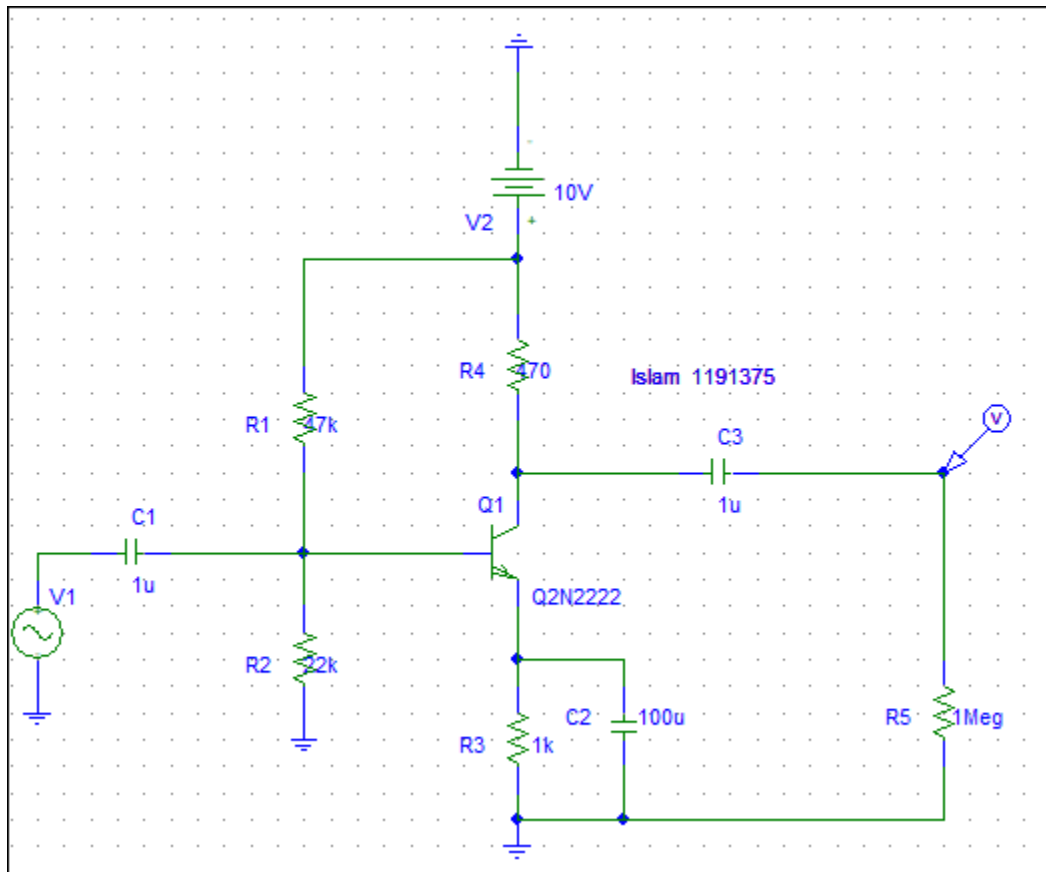 10V
V2
R4
470
Islam 1191375
R1
47k
C3
1u
V
Q1
C1
1u
V1
Q2N2222
R2
22k
C2
100u
R3
1k
R5
1Meg